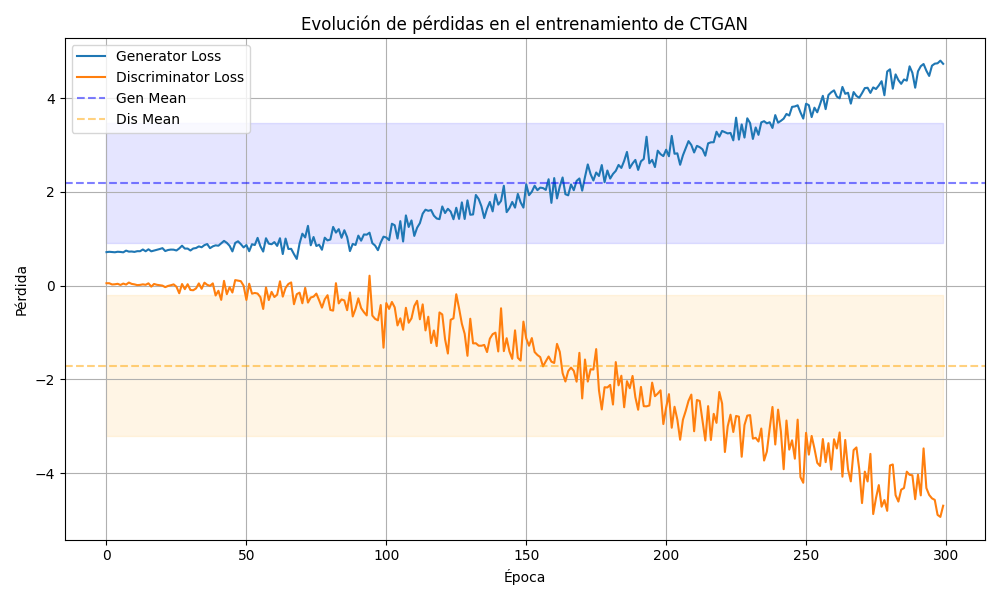 Evolución de pérdidas en el entrenamiento de CTGAN
Generator Loss
Discriminator Loss
Gen Mean
Dis Mean
Pérdida
4
2
0
−2
−4
0 50 100 150 200 250 300
Época